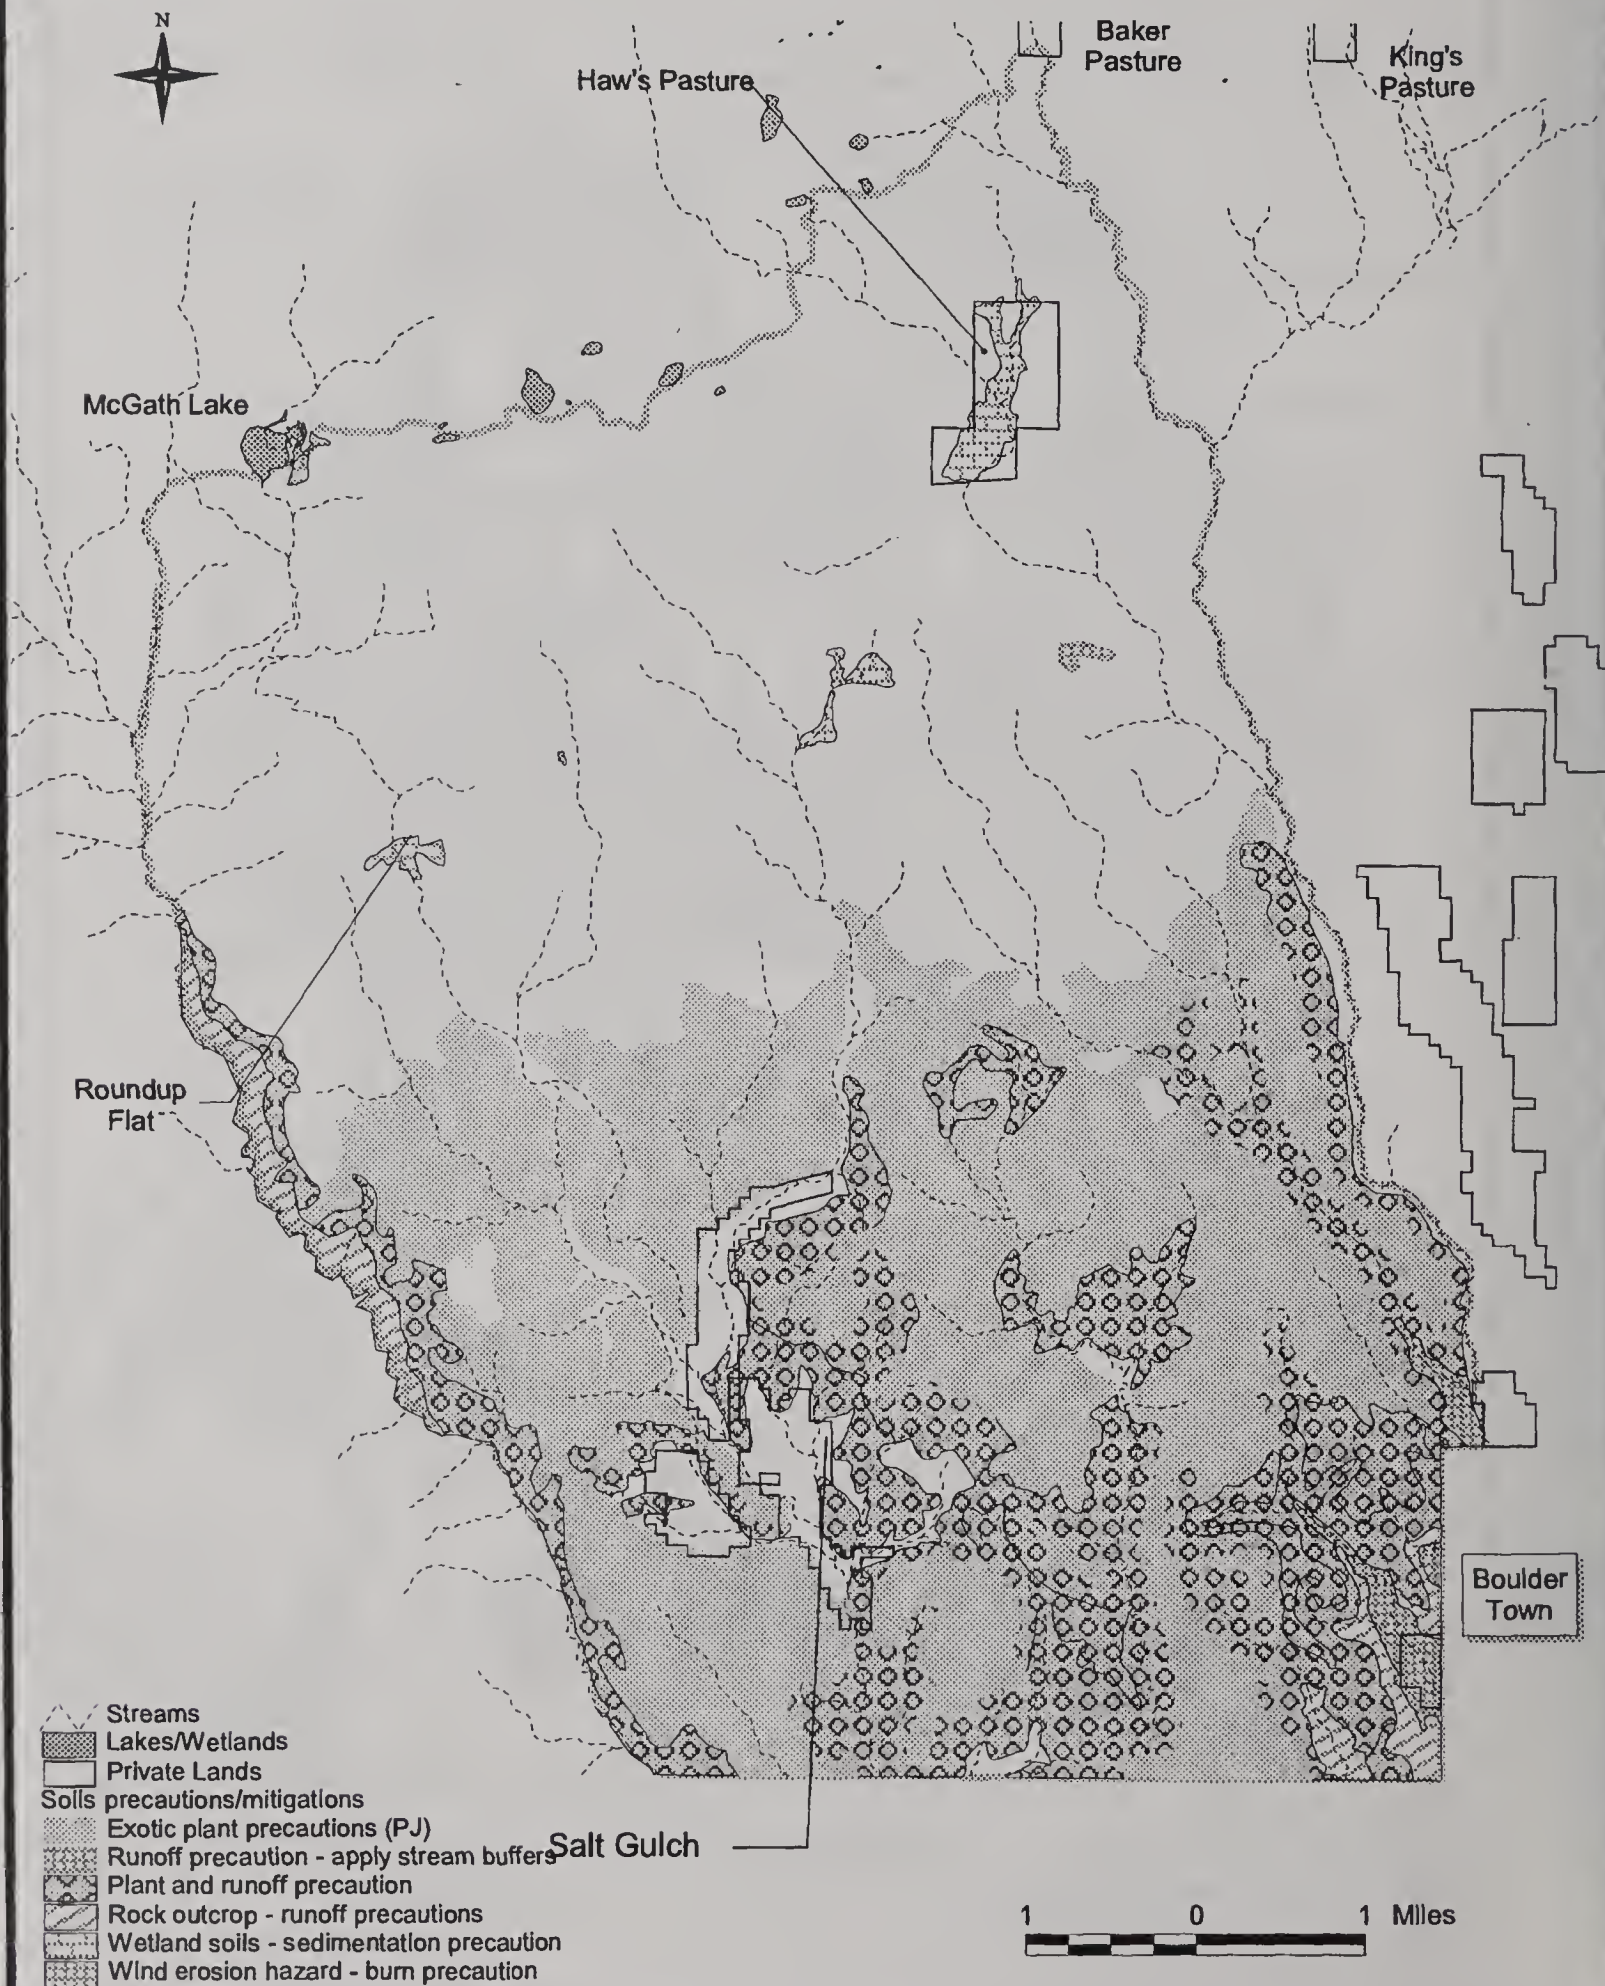 N
Baker
Pasture
King's
Pasture
Haw's Pasture
McGath Lake
Roundup
Flat
Boulder
Town
Streams
Lakes/Wetlands
Private Lands
Soils precautions/mitigations
Exotic plant precautions (PJ)
Runoff precaution - apply stream buffers
Plant and runoff precaution
Rock outcrop - runoff precautions
Wetland soils - sedimentation precaution
Wind erosion hazard - burn precaution
Salt Gulch
1 0 1 Miles